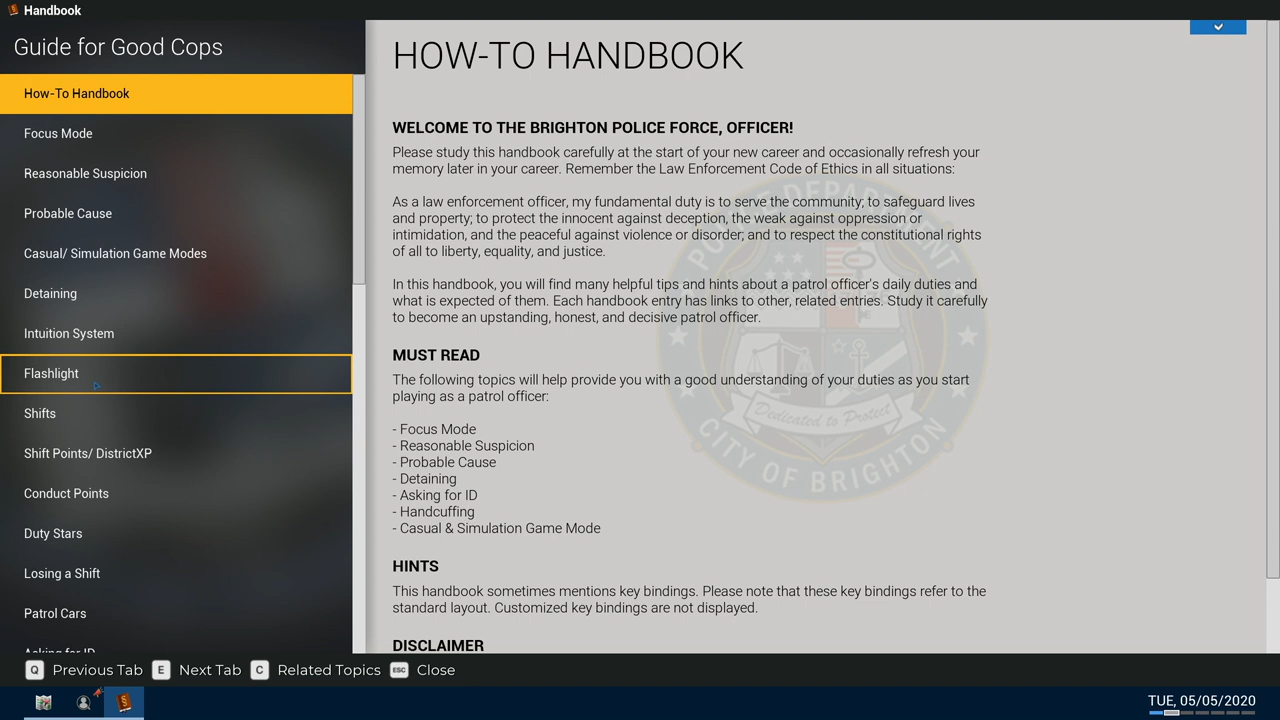 Handbook
Guide for Good Cops
How-To Handbook
Focus Mode
Reasonable Suspicion
Probable Cause
Casual/ Simulation Game Modes
Detaining
Intuition System
Flashlight
Shifts
Shift Points/ DistrictXP
Conduct Points
Duty Stars
Losing a Shift
Patrol Cars
Asking for ID
HOW-TO HANDBOOK
WELCOME TO THE BRIGHTON POLICE FORCE, OFFICER!
Please study this handbook carefully at the start of your new career and occasionally refresh your
memory later in your career. Remember the Law Enforcement Code of Ethics in all situations:
As a law enforcement officer, my fundamental duty is to serve the community; to safeguard lives
and property; to protect the innocent against deception, the weak against oppression or
intimidation, and the peaceful against violence or disorder; and to respect the constitutional rights
of all to liberty, equality, and justice.
In this handbook, you will find many helpful tips and hints about a patrol officer's daily duties and
what is expected of them. Each handbook entry has links to other, related entries. Study it carefully
to become an upstanding, honest, and decisive patrol officer.
MUST READ
The following topics will help provide you with a good understanding of your duties as you start
playing as a patrol officer:
- Focus Mode
- Reasonable Suspicion
- Probable Cause
- Detaining
- Asking for ID
- Handcuffing
- Casual & Simulation Game Mode
HINTS
This handbook sometimes mentions key bindings. Please note that these key bindings refer to the
standard layout. Customized key bindings are not displayed.
DISCLAIMER
POLICE DEPARTMENT
Dedicated to Protect
CITY OF BRIGHTON
Q Previous Tab E Next Tab C Related Topics ESC Close
TUE, 05/05/2020